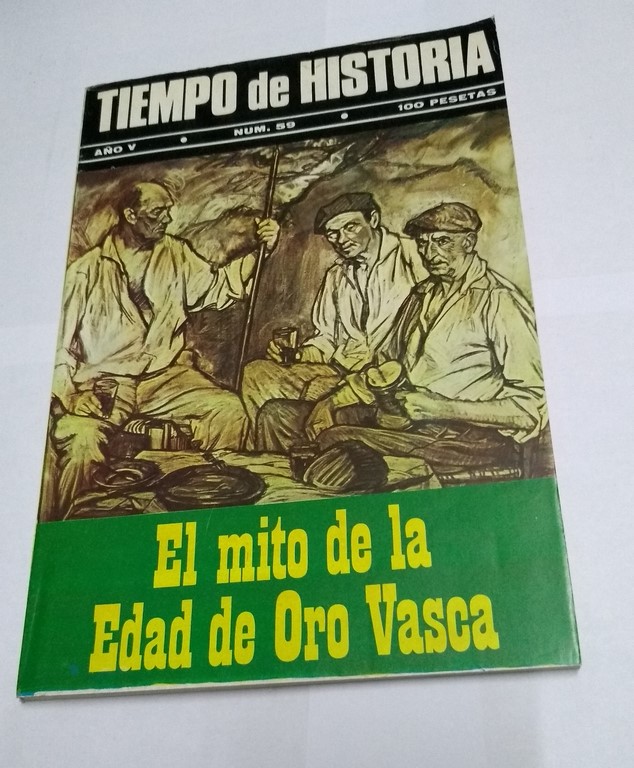 TIEMPO de HISTORIA
AÑO V • NUM. 59 • 100 PESETAS
El mito de la
Edad de Oro Vasca